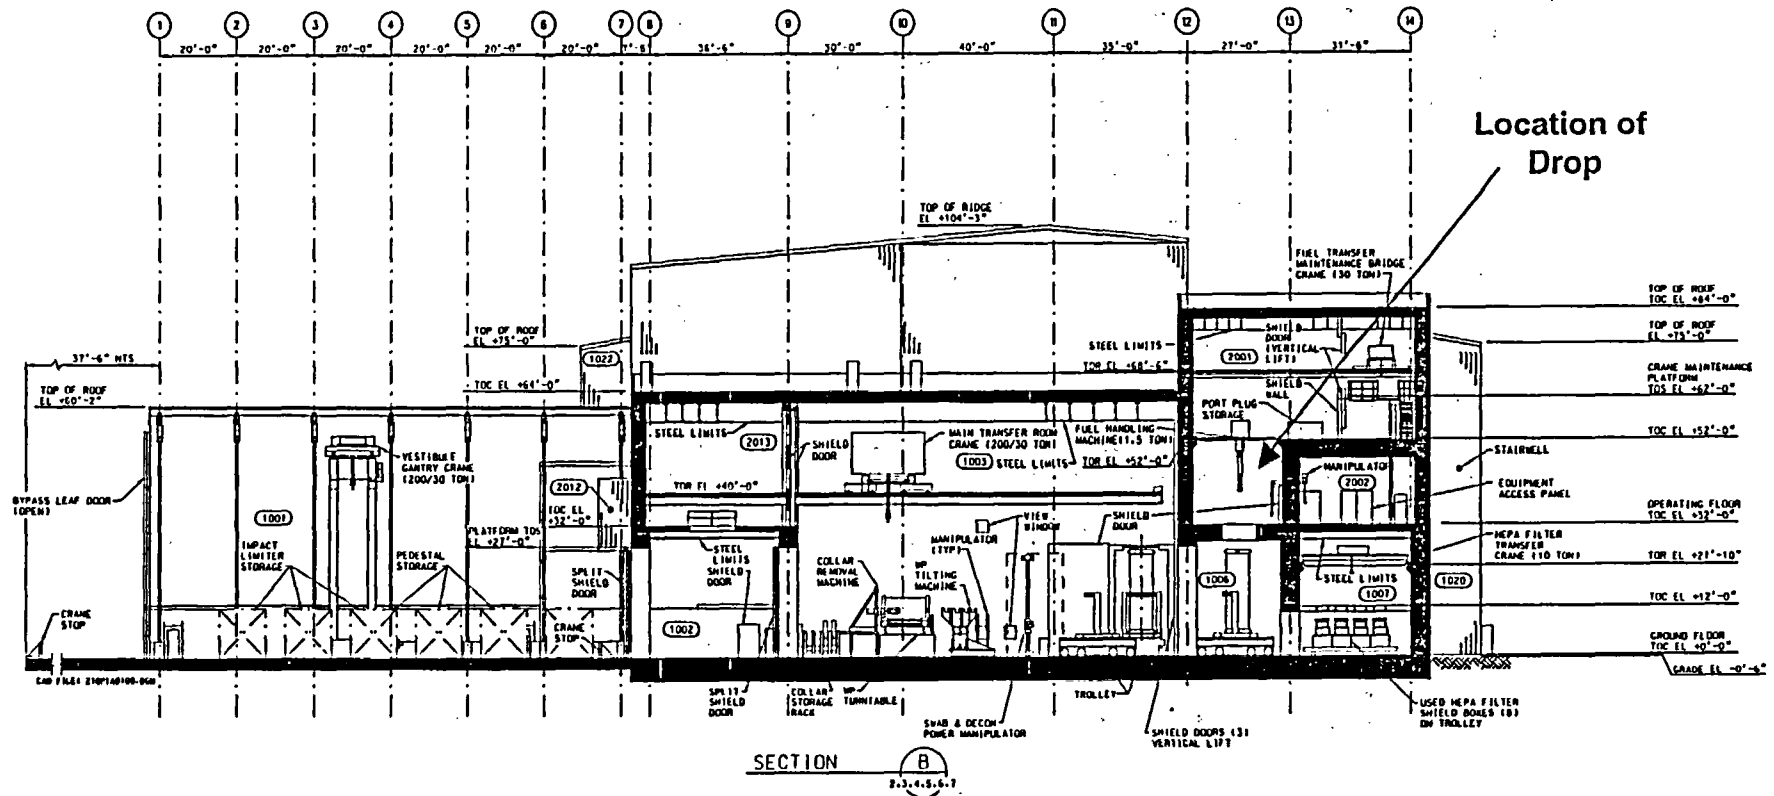 1 2 3 4 5 6 7 8 9 10 11 12 13 14
20'-0" 20'-0" 20'-0" 20'-0" 20'-0" 20'-0" 36'-6" 30'-0" 40'-0" 35'-0" 27'-0" 31'-6"
Location of
Drop
TOP OF RIDGE
EL +104'-3"
FUEL TRANSFER
MAINTENANCE BRIDGE
CRANE (30 TON)
TOP OF ROOF
TOC EL +84'-0"
TOP OF ROOF
EL +75'-0"
CRANE MAINTENANCE
PLATFORM
TOS EL +62'-0"
TOC EL +52'-0"
STAIRWELL
EQUIPMENT
ACCESS PANEL
OPERATING FLOOR
TOC EL +32'-0"
HEPA FILTER
TRANSFER
CRANE (10 TON)
TOR EL +21'-10"
1020
TOC EL +12'-0"
GROUND FLOOR
TOC EL +0'-0"
GRADE EL -0'-6"
37'-6" NTS
TOP OF ROOF
EL +60'-2"
TOP OF ROOF
EL +75'-0"
1022
TOC EL +64'-0"
STEEL LIMITS
2001
SHIELD
DOOR
(VERTICAL
LIFT)
TOR EL +68'-6"
SHIELD
WALL
PORT PLUG
STORAGE
STEEL LIMITS
2013
SHIELD
DOOR
MAIN TRANSFER ROOM
CRANE (200/30 TON)
1003
STEEL LIMITS
FUEL HANDLING
MACHINE(1.5 TON)
TOR EL +52'-0"
MANIPULATOR
2002
VESTIBULE
GANTRY CRANE
(200/30 TON)
BYPASS LEAF DOOR
(OPEN)
2012
TOC EL
+32'-0"
PLATFORM TOS
EL +27'-0"
TOR EL +40'-0"
1001
IMPACT
LIMITER
STORAGE
PEDESTAL
STORAGE
SPLIT
SHIELD
DOOR
STEEL
LIMITS
SHIELD
DOOR
COLLAR
REMOVAL
MACHINE
MANIPULATOR
(TYP)
WP
TILTING
MACHINE
VIEW
WINDOW
SHIELD
DOOR
1006
STEEL LIMITS
1007
CRANE
STOP
CRANE
STOP
1002
SPLIT
SHIELD
DOOR
COLLAR
STORAGE
RACK
WP
TURNTABLE
SWAB & DECON
POWER MANIPULATOR
TROLLEY
SHIELD DOORS (3)
VERTICAL LIFT
USED HEPA FILTER
SHIELD BOXES (8)
ON TROLLEY
SECTION B
2.3.4.5.6.7